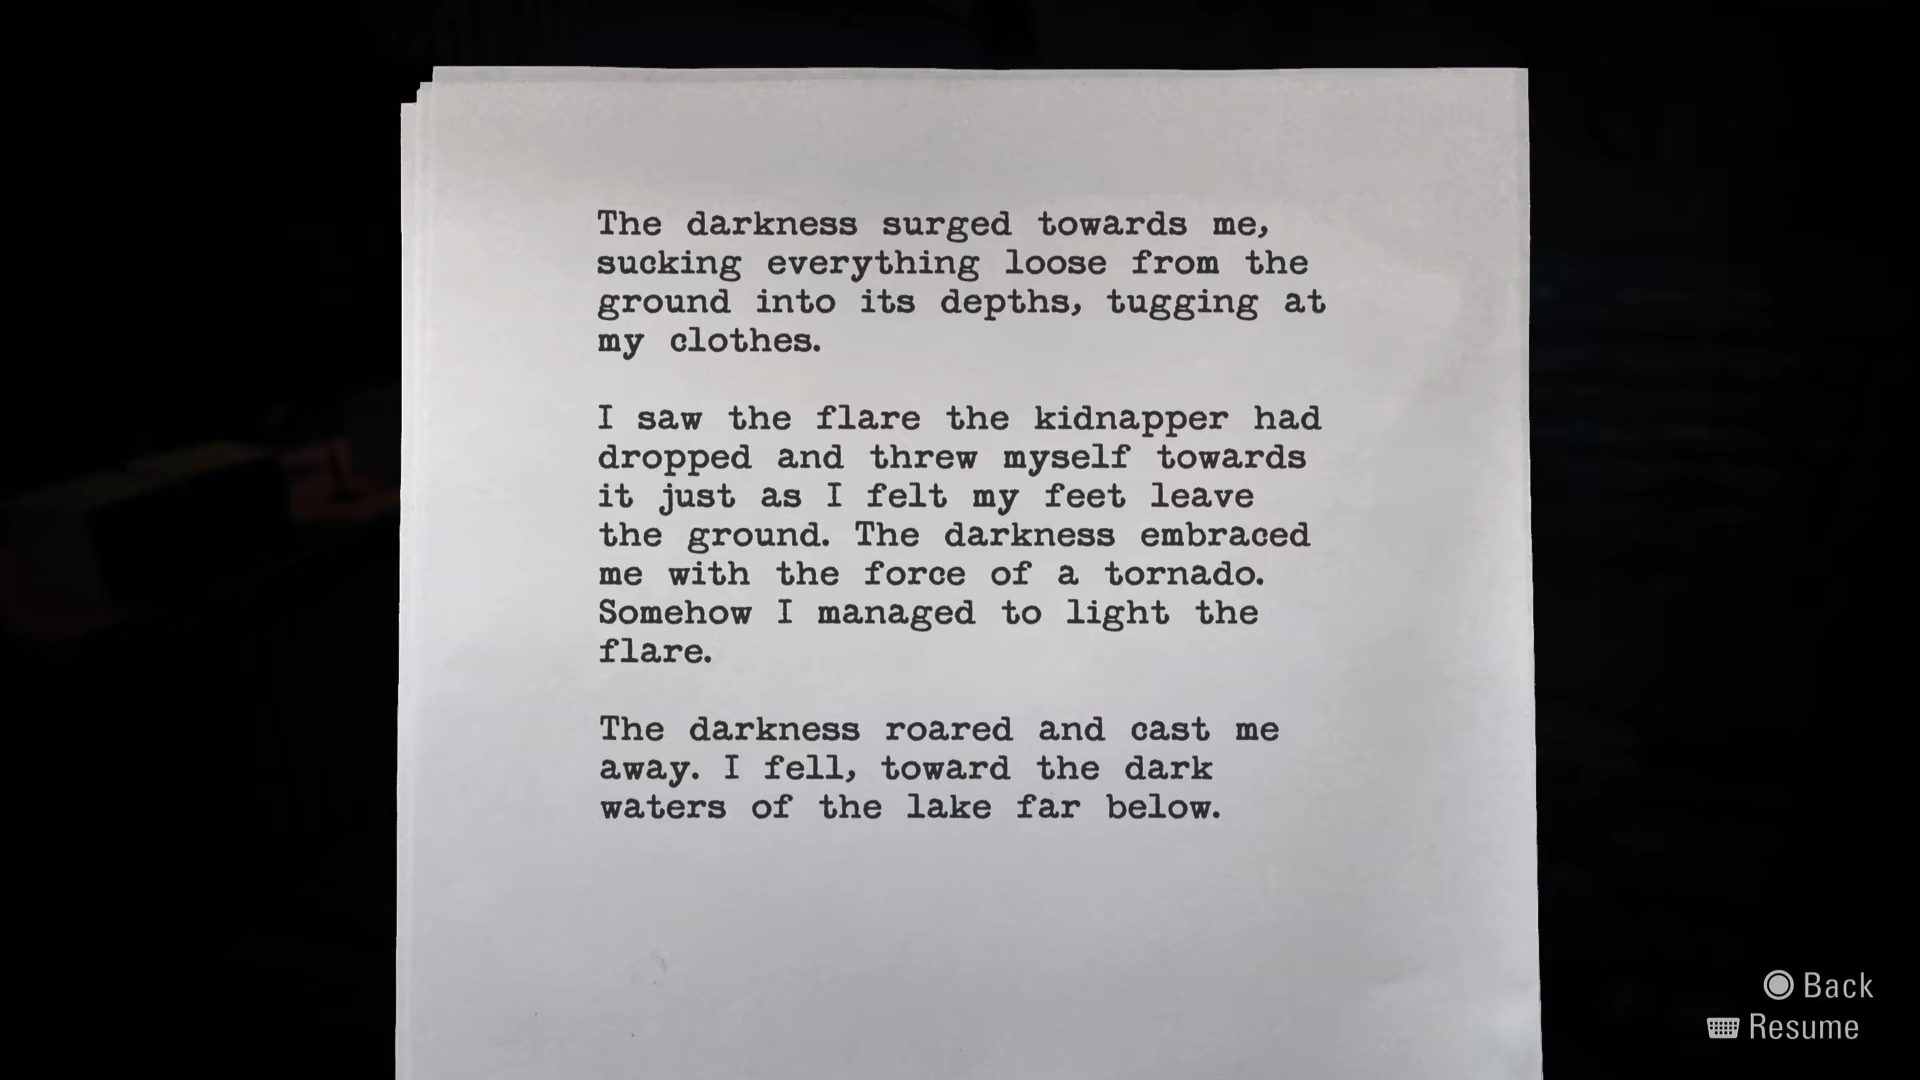 The darkness surged towards me,
sucking everything loose from the
ground into its depths, tugging at
my clothes.
I saw the flare the kidnapper had
dropped and threw myself towards
it just as I felt my feet leave
the ground. The darkness embraced
me with the force of a tornado.
Somehow I managed to light the
flare.
The darkness roared and cast me
away. I fell, toward the dark
waters of the lake far below.
Back
Resume